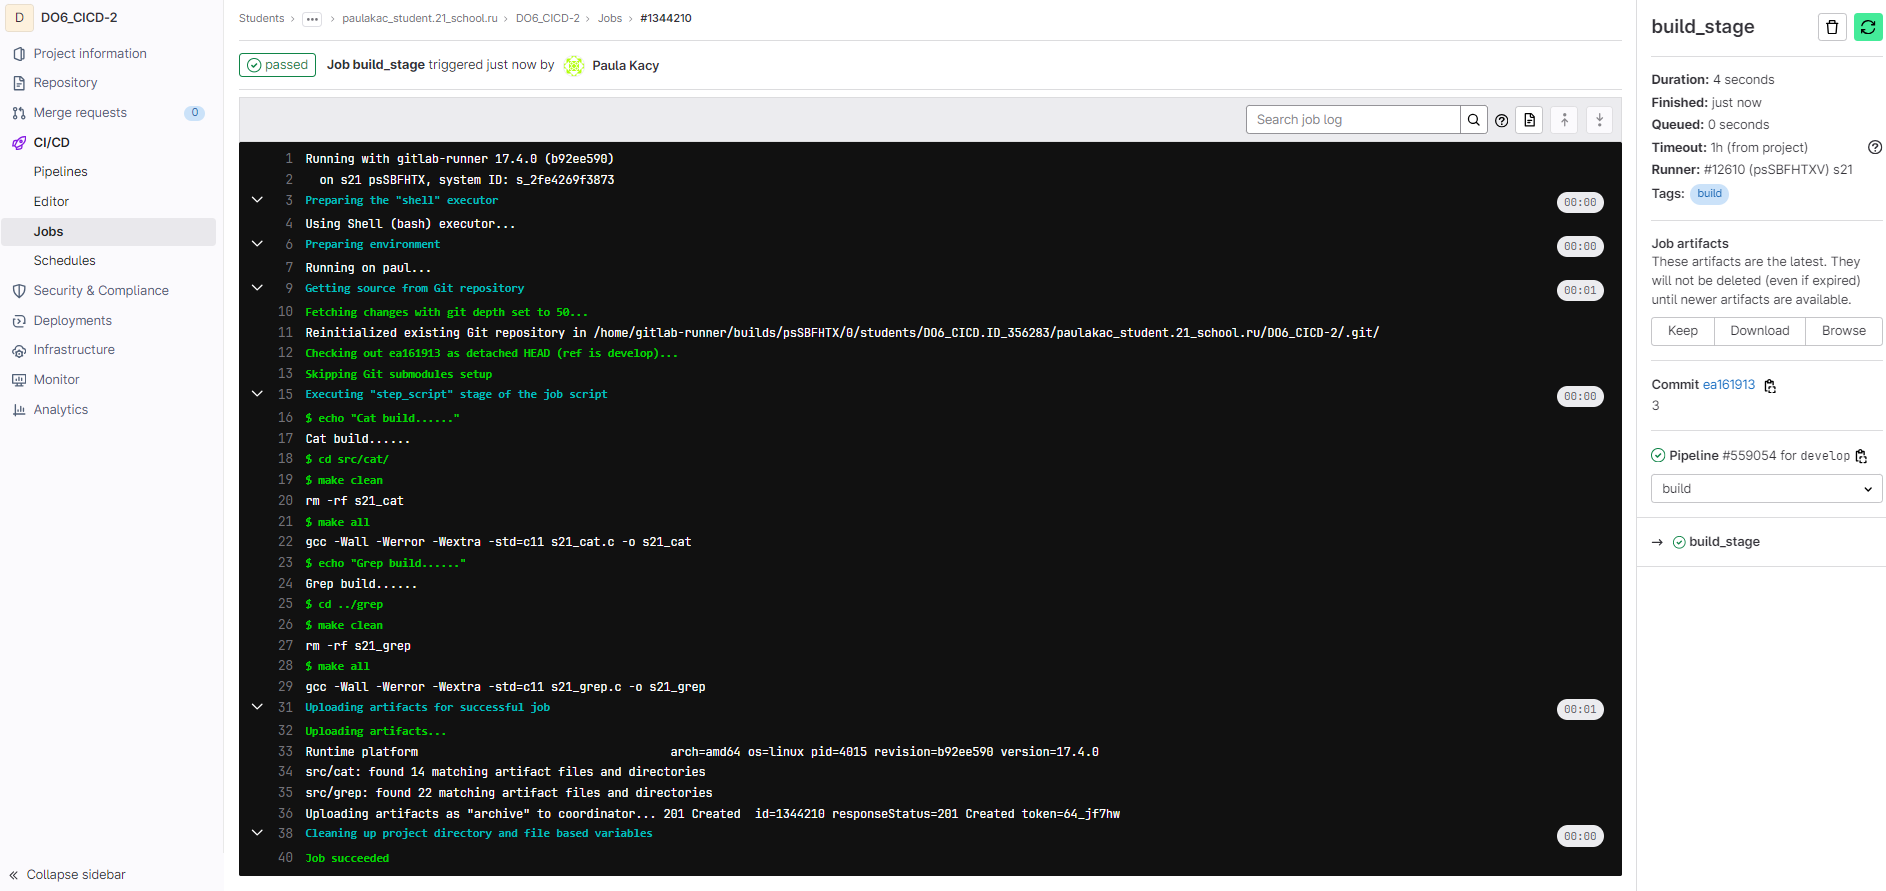 D DO6_CICD-2
Project information
Repository
Merge requests 0
CI/CD
Pipelines
Editor
Jobs
Schedules
Security & Compliance
Deployments
Infrastructure
Monitor
Analytics
« Collapse sidebar
Students > ... > paulakac_student.21_school.ru > DO6_CICD-2 > Jobs > #1344210
passed Job build_stage triggered just now by Paula Kacy
Search job log
1 Running with gitlab-runner 17.4.0 (b92ee590)
2 on s21 psSBFHTX, system ID: s_2fe4269f3873
3 Preparing the "shell" executor 00:00
4 Using Shell (bash) executor...
6 Preparing environment 00:00
7 Running on paul...
9 Getting source from Git repository 00:01
10 Fetching changes with git depth set to 50...
11 Reinitialized existing Git repository in /home/gitlab-runner/builds/psSBFHTX/0/students/DO6_CICD.ID_356283/paulakac_student.21_school.ru/DO6_CICD-2/.git/
12 Checking out ea161913 as detached HEAD (ref is develop)...
13 Skipping Git submodules setup
15 Executing "step_script" stage of the job script 00:00
16 $ echo "Cat build......"
17 Cat build......
18 $ cd src/cat/
19 $ make clean
20 rm -rf s21_cat
21 $ make all
22 gcc -Wall -Werror -Wextra -std=c11 s21_cat.c -o s21_cat
23 $ echo "Grep build......"
24 Grep build......
25 $ cd ../grep
26 $ make clean
27 rm -rf s21_grep
28 $ make all
29 gcc -Wall -Werror -Wextra -std=c11 s21_grep.c -o s21_grep
31 Uploading artifacts for successful job 00:01
32 Uploading artifacts...
33 Runtime platform arch=amd64 os=linux pid=4015 revision=b92ee590 version=17.4.0
34 src/cat: found 14 matching artifact files and directories
35 src/grep: found 22 matching artifact files and directories
36 Uploading artifacts as "archive" to coordinator... 201 Created id=1344210 responseStatus=201 Created token=64_jf7hw
38 Cleaning up project directory and file based variables 00:00
40 Job succeeded
build_stage
Duration: 4 seconds
Finished: just now
Queued: 0 seconds
Timeout: 1h (from project)
Runner: #12610 (psSBFHTXV) s21
Tags: build
Job artifacts
These artifacts are the latest. They
will not be deleted (even if expired)
until newer artifacts are available.
Keep Download Browse
Commit ea161913
3
Pipeline #559054 for develop
build
→ build_stage